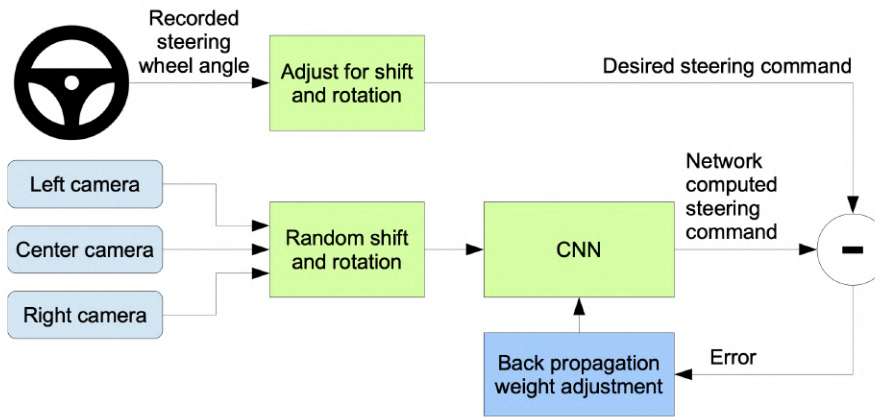 Recorded
steering
wheel angle
Adjust for shift
and rotation
Desired steering command
Left camera
Center camera
Right camera
Random shift
and rotation
CNN
Network
computed
steering
command
-
Back propagation
weight adjustment
Error